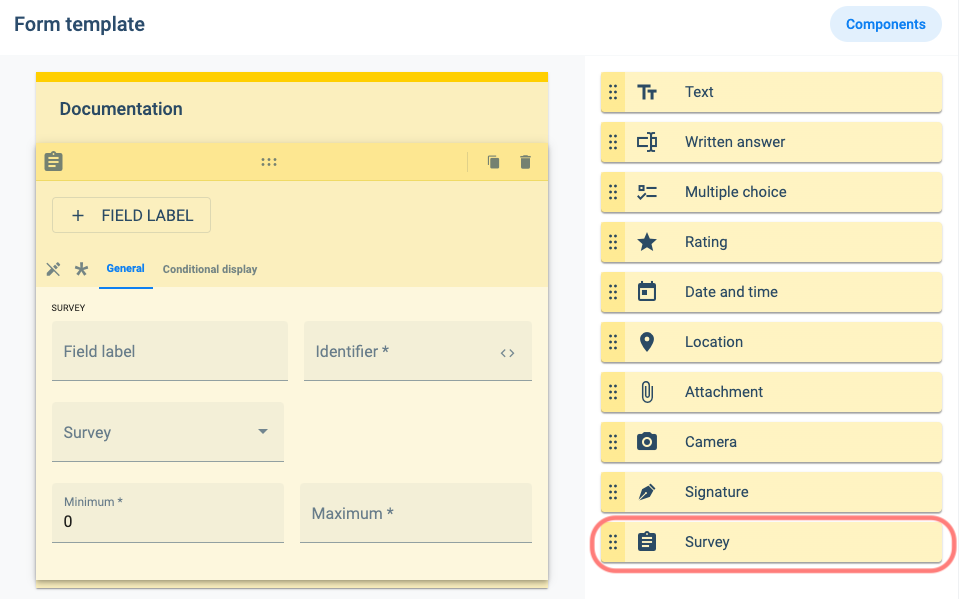 Form template
Components
Documentation
FIELD LABEL
General
Conditional display
SURVEY
Field label
Identifier *
Survey
Minimum *
0
Maximum *
Text
Written answer
Multiple choice
Rating
Date and time
Location
Attachment
Camera
Signature
Survey